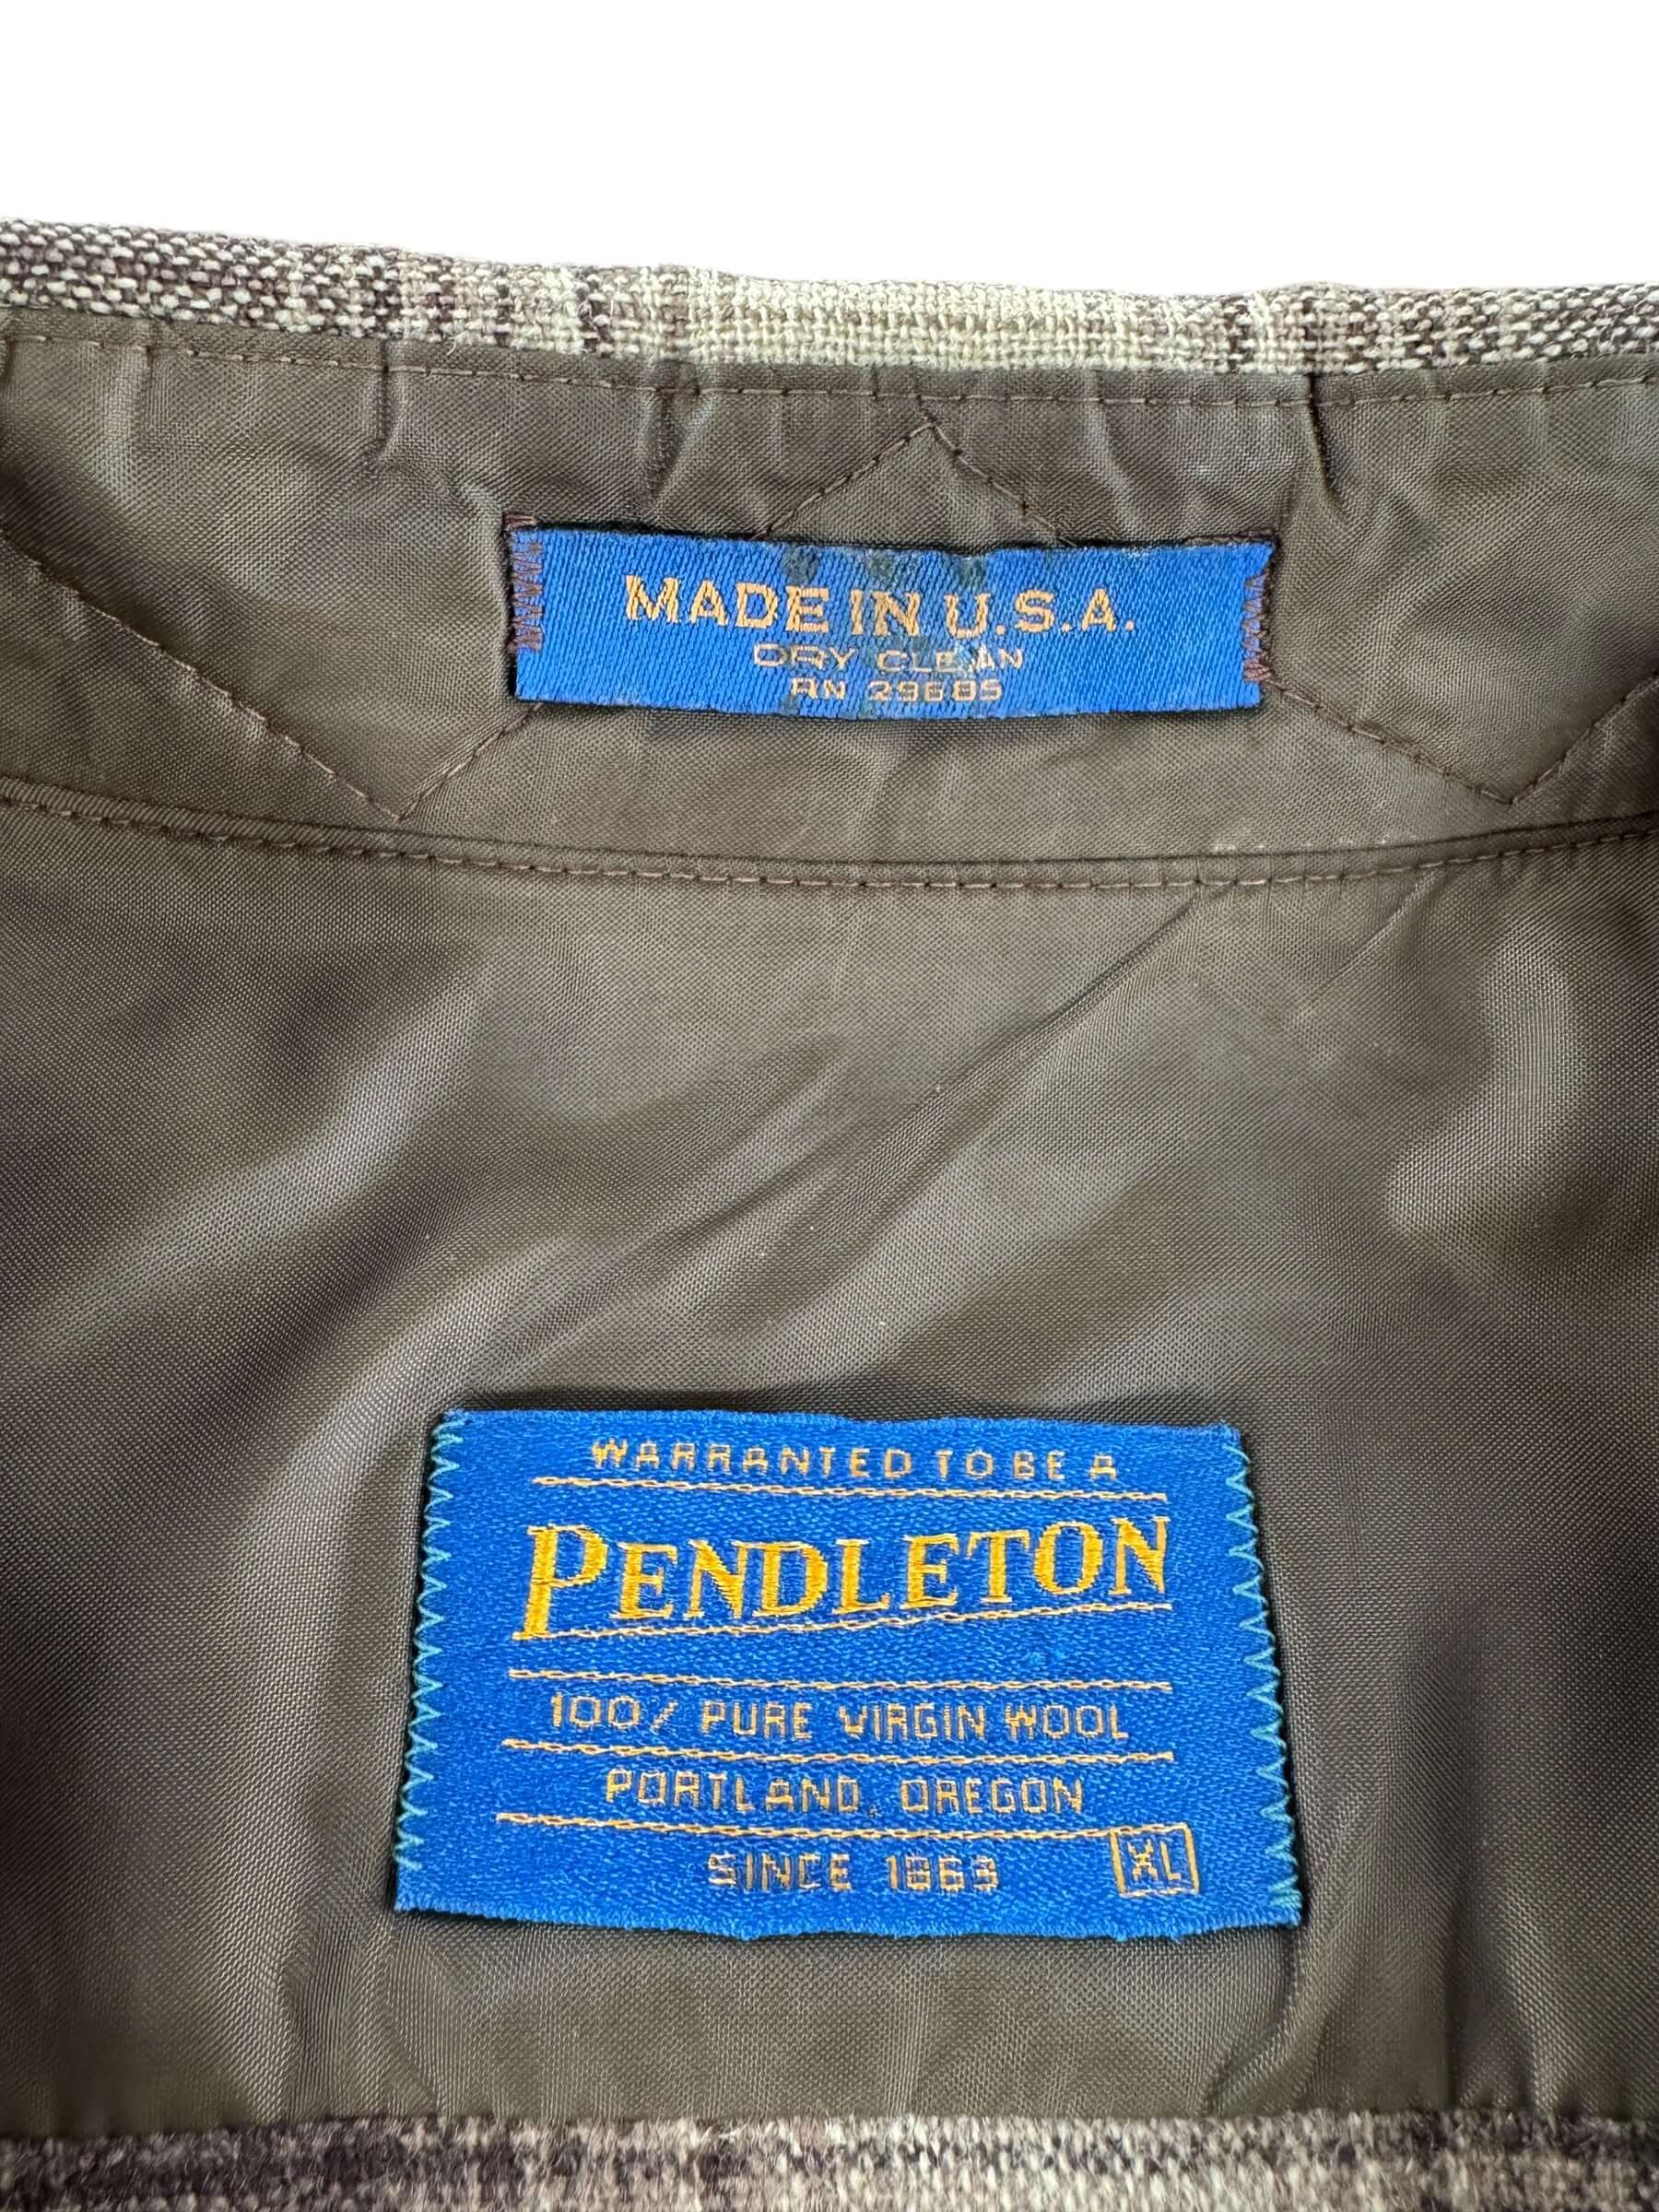 MADE IN U.S.A.
DRY CLEAN
RN 29685
WARRANTED TO BE A
PENDLETON
100% PURE VIRGIN WOOL
PORTLAND, OREGON
SINCE 1863
XL